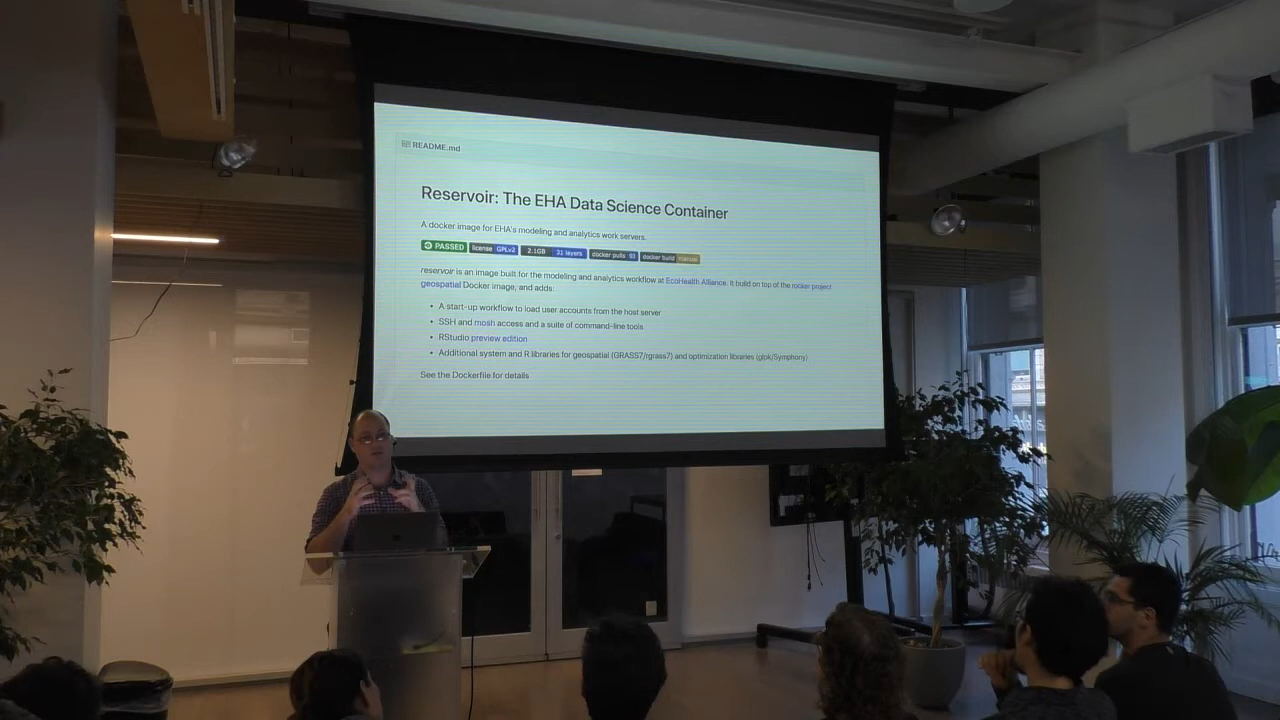 README.md
Reservoir: The EHA Data Science Container
A docker image for EHA's modeling and analytics work servers.
PASSED license GPLv2 2.1GB 31 layers docker pulls 93 docker build manual
reservoir is an image built for the modeling and analytics workflow at EcoHealth Alliance. It build on top of the rocker project
geospatial Docker image, and adds:
• A start-up workflow to load user accounts from the host server
• SSH and mosh access and a suite of command-line tools
• RStudio preview edition
• Additional system and R libraries for geospatial (GRASS7/rgrass7) and optimization libraries (glpk/Symphony)
See the Dockerfile for details